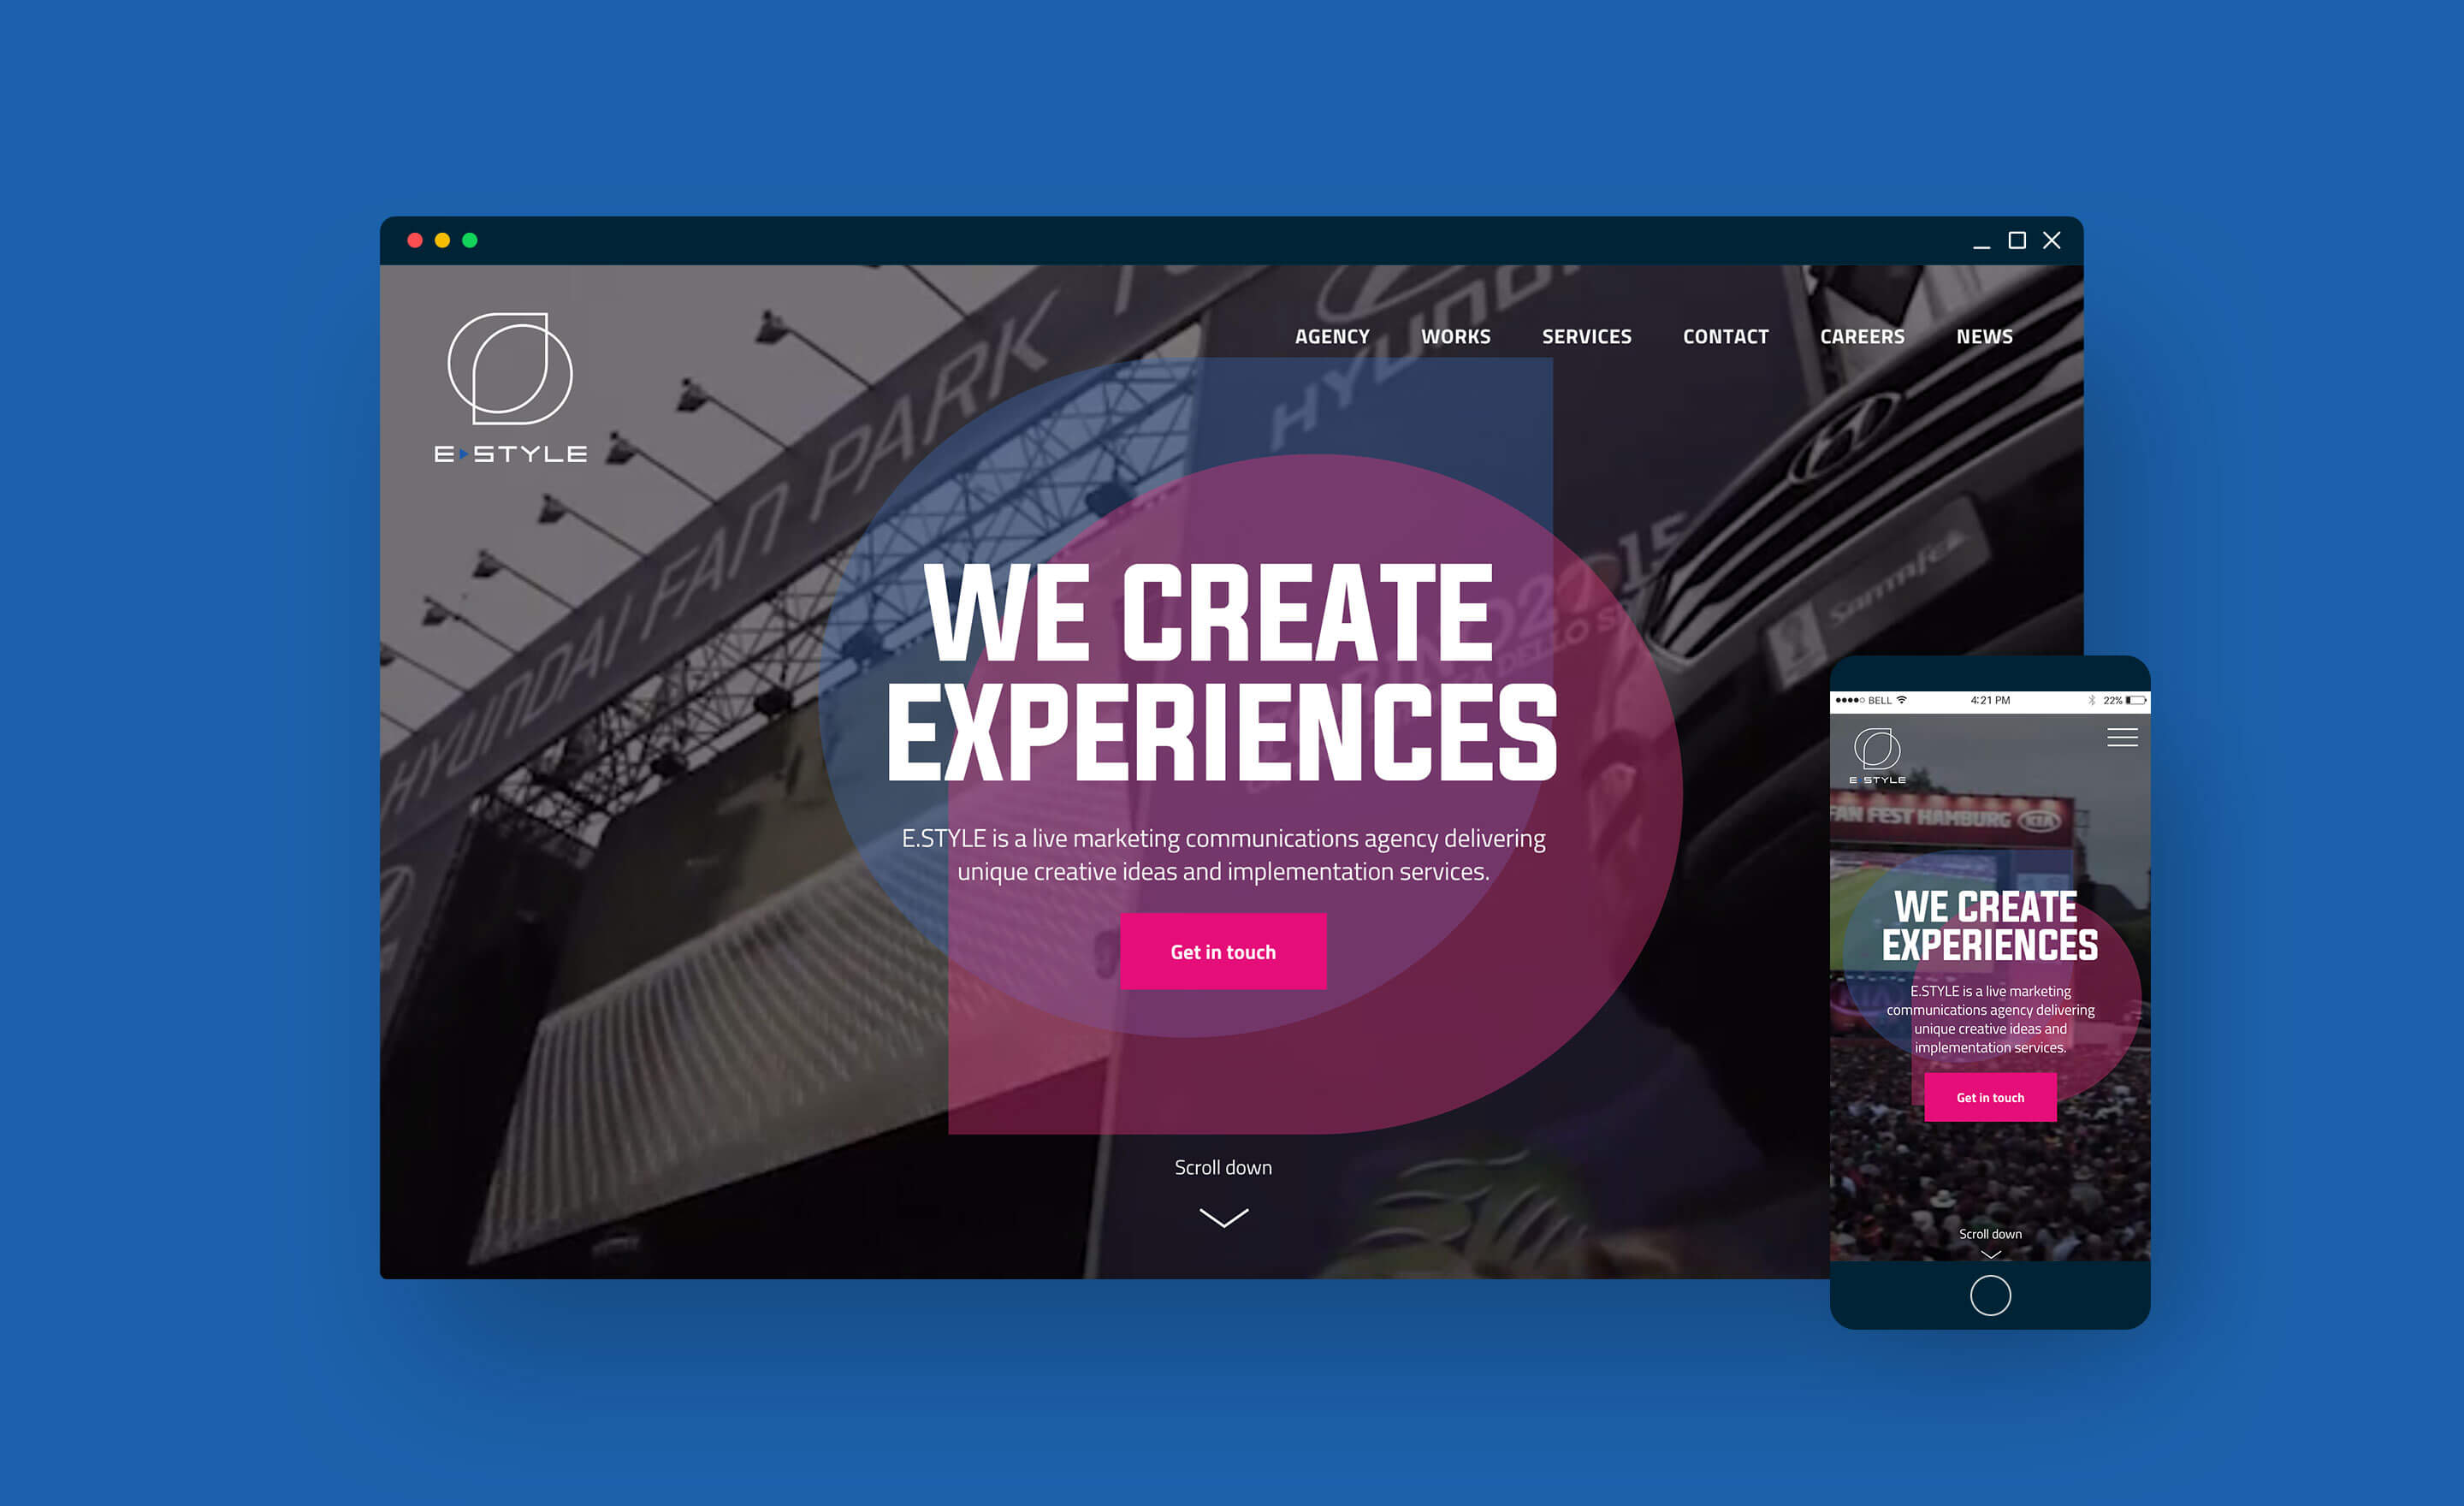 E STYLE
AGENCY WORKS SERVICES CONTACT CAREERS NEWS
HYUNDAI FAN PARK
HYUNDAI
WE CREATE
EXPERIENCES
E.STYLE is a live marketing communications agency delivering
unique creative ideas and implementation services.
Get in touch
Scroll down
BELL 4:21 PM 22%
E STYLE
FAN FEST HAMBURG KIA
WE CREATE
EXPERIENCES
E.STYLE is a live marketing
communications agency delivering
unique creative ideas and
implementation services.
Get in touch
Scroll down